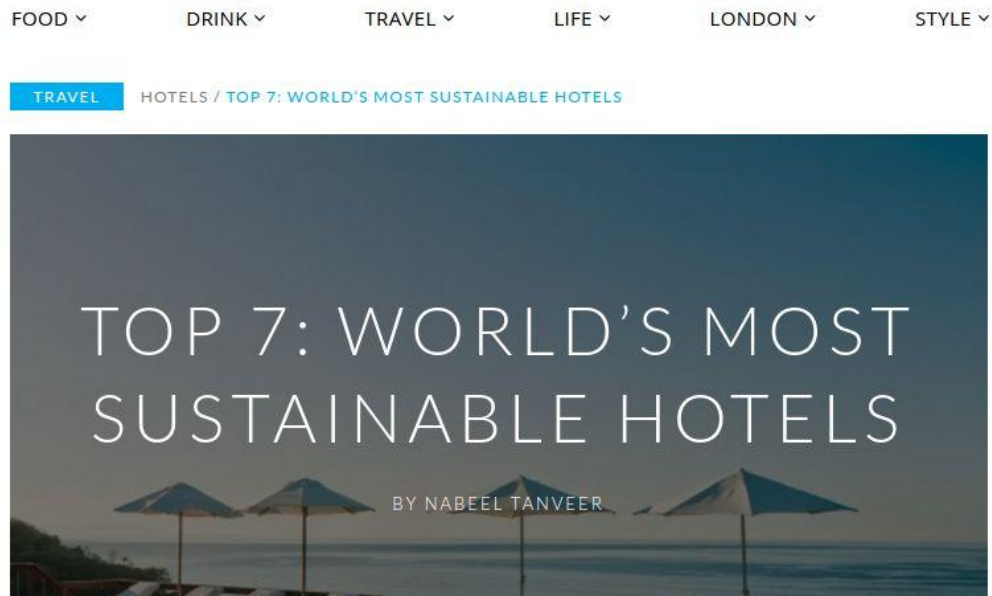 FOOD DRINK TRAVEL LIFE LONDON STYLE
TRAVEL HOTELS / TOP 7: WORLD'S MOST SUSTAINABLE HOTELS
TOP 7: WORLD’S MOST
SUSTAINABLE HOTELS
BY NABEEL TANVEER